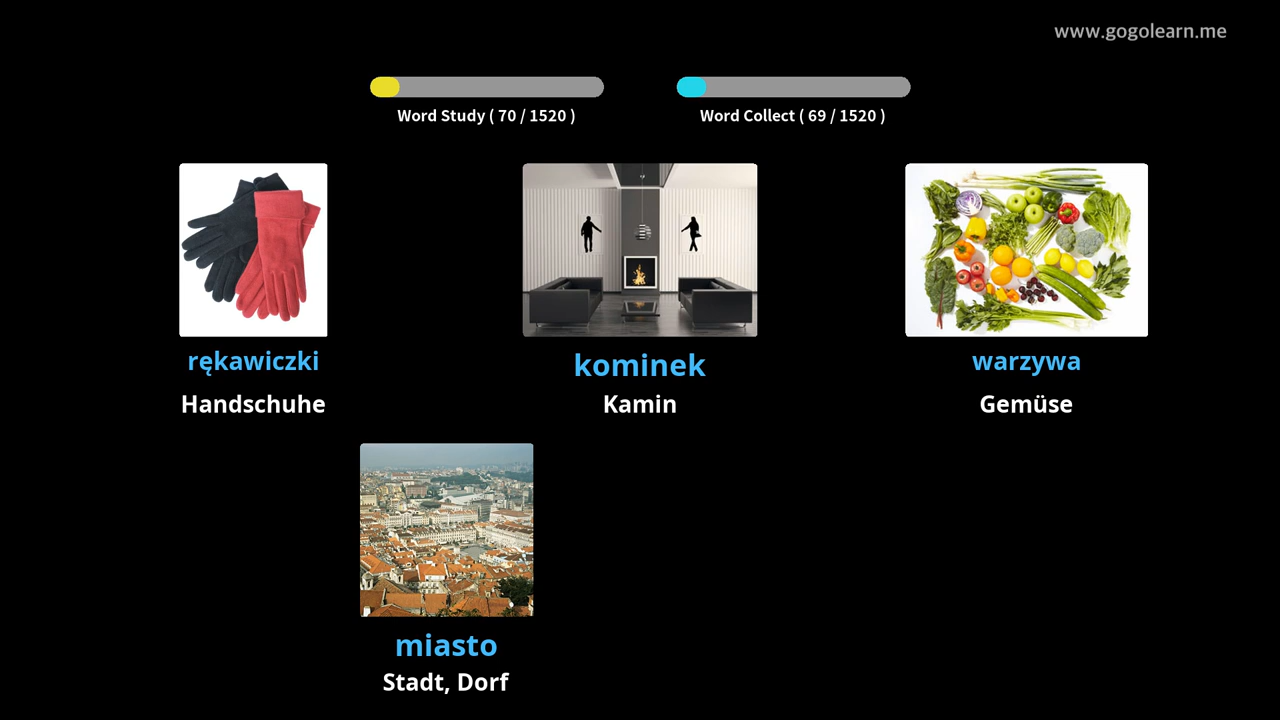 www.gogolearn.me
Word Study ( 70 / 1520 )
Word Collect ( 69 / 1520 )
rękawiczki
Handschuhe
kominek
Kamin
warzywa
Gemüse
miasto
Stadt, Dorf